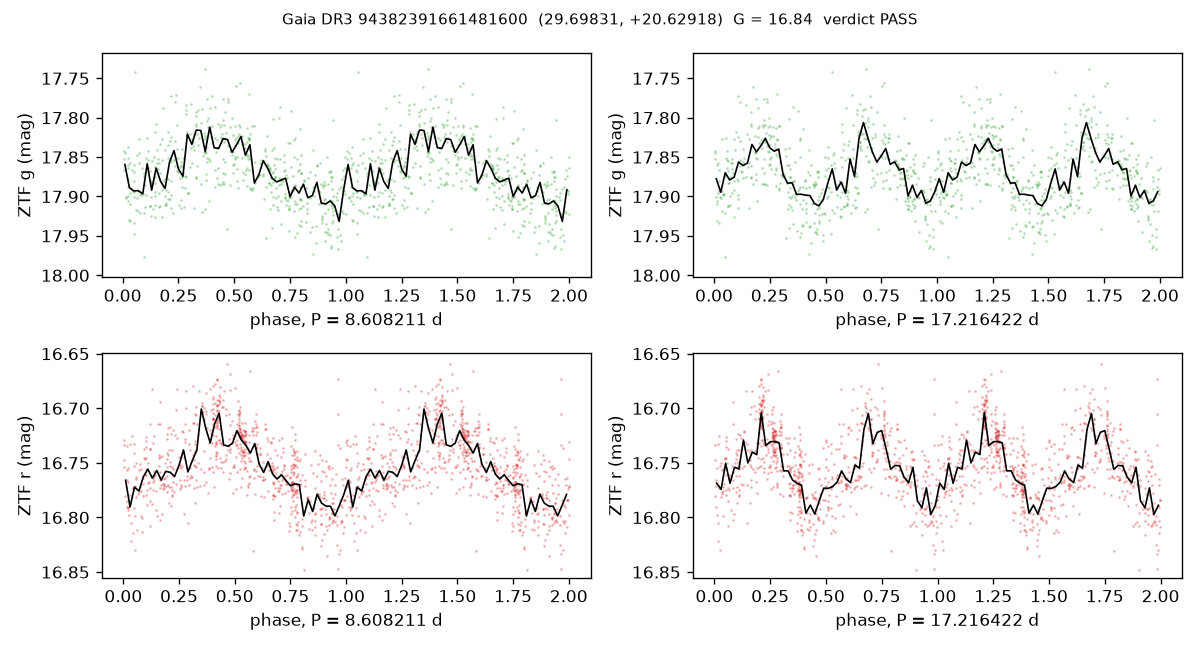 Gaia DR3 94382391661481600  (29.69831, +20.62918)  G = 16.84  verdict PASS
17.75
17.80
17.85
17.90
17.95
18.00
ZTF g (mag)
0.00 0.25 0.50 0.75 1.00 1.25 1.50 1.75 2.00
phase, P = 8.608211 d
17.75
17.80
17.85
17.90
17.95
18.00
ZTF g (mag)
0.00 0.25 0.50 0.75 1.00 1.25 1.50 1.75 2.00
phase, P = 17.216422 d
16.65
16.70
16.75
16.80
16.85
ZTF r (mag)
0.00 0.25 0.50 0.75 1.00 1.25 1.50 1.75 2.00
phase, P = 8.608211 d
16.65
16.70
16.75
16.80
16.85
ZTF r (mag)
0.00 0.25 0.50 0.75 1.00 1.25 1.50 1.75 2.00
phase, P = 17.216422 d